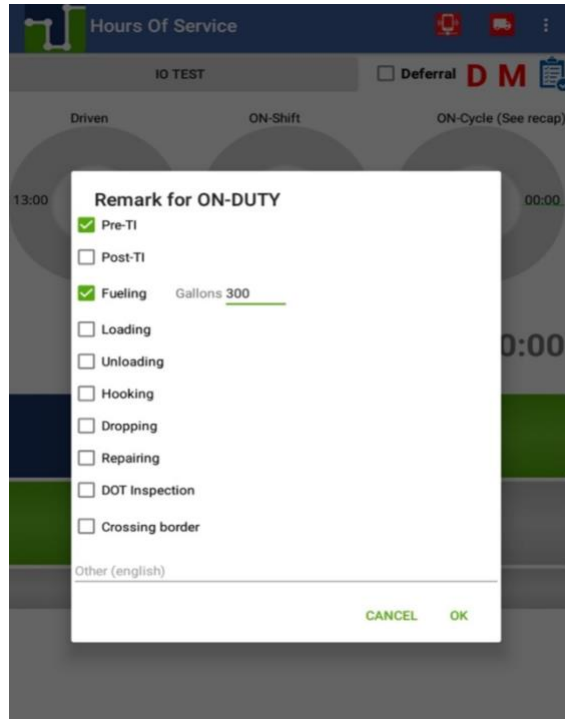 Hours Of Service
IO TEST
Deferral D M
Driven ON-Shift ON-Cycle (See recap)
13:00 00:00
Remark for ON-DUTY
Pre-TI
Post-TI
Fueling Gallons 300
Loading
0:00
Unloading
Hooking
Dropping
Repairing
DOT Inspection
Crossing border
Other (english)
CANCEL OK